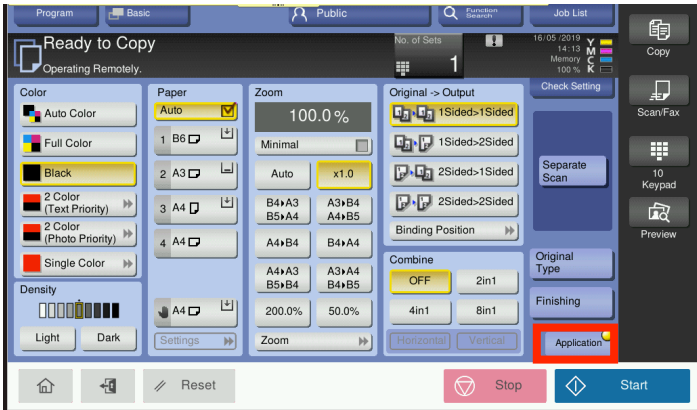 Program
Basic
Public
Function
Search
Job List
Ready to Copy
Operating Remotely.
No. of Sets
1
16/05 /2019
14:13
Memory
100 %
Y
M
C
K
Copy
Scan/Fax
10
Keypad
Preview
Color
Auto Color
Full Color
Black
2 Color
(Text Priority)
2 Color
(Photo Priority)
Single Color
Density
Light
Dark
Paper
Auto
1 B6
2 A3
3 A4
4 A4
A4
Settings
Zoom
100.0%
Minimal
Auto
x1.0
B4▸A3
B5▸A4
A3▸B4
A4▸B5
A4▸B4
B4▸A4
A4▸A3
B5▸B4
A3▸A4
B4▸B5
200.0%
50.0%
Zoom
Original -> Output
1Sided>1Sided
1Sided>2Sided
2Sided>1Sided
2Sided>2Sided
Binding Position
Combine
OFF
2in1
4in1
8in1
Horizontal
Vertical
Check Setting
Separate
Scan
Original
Type
Finishing
Application
Reset
Stop
Start